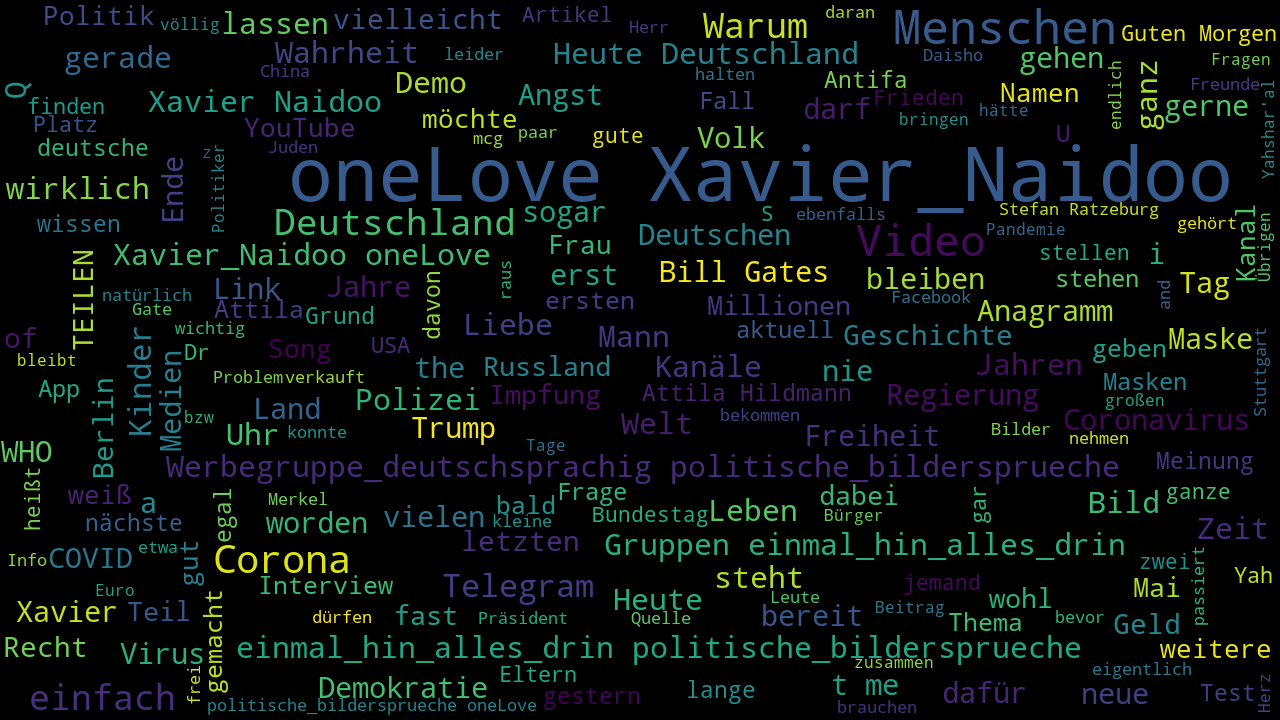 Politik
völlig
lassen
vielleicht
Artikel
Herr
Warum
daran
Menschen
Guten Morgen
gerade
Wahrheit
leider
Heute Deutschland
Daisho
gehen
Fragen
Q
China
Demo
halten
Antifa
Namen
endlich
ganz
Freunde
finden
Xavier Naidoo
Angst
Fall
darf
Frieden
hätte
gerne
Platz
YouTube
möchte
bringen
Yahshar'al
deutsche
Juden
mcg
paar
gute
Volk
U
wirklich
Ende
z
Politiker
oneLove Xavier_Naidoo
wissen
Deutschland
sogar
S
ebenfalls
Stefan Ratzeburg
gehört
Kanal
Übrigen
Xavier_Naidoo oneLove
Frau
Deutschen
Video
Pandemie
stellen
i
TEILEN
natürlich
Link
Jahre
davon
raus
erst
Bill Gates
bleiben
stehen
Tag
Gate
Attila
Grund
ersten
Millionen
Facebook
Anagramm
and
of
wichtig
Liebe
Mann
aktuell
Geschichte
Maske
bleibt
Kinder
Medien
Dr
Song
USA
the
Russland
Kanäle
nie
Jahren
geben
Stuttgart
App
Berlin
Problem
verkauft
Impfung
Attila Hildmann
Regierung
Masken
großen
bzw
Land
Polizei
Welt
bekommen
Coronavirus
WHO
Uhr
konnte
Trump
Tage
Freiheit
Bilder
nehmen
heißt
Werbegruppe_deutschsprachig politische_bildersprueche
Meinung
weiß
a
egal
Merkel
Frage
dabei
gar
ganze
nächste
worden
vielen
bald
kleine
Bundestag
Leben
Bürger
Bild
Zeit
Info
COVID
etwa
gut
Corona
letzten
Gruppen einmal_hin_alles_drin
zwei
passiert
Euro
Interview
Telegram
steht
jemand
Mai
Yah
Xavier
Teil
gemacht
dürfen
fast
Präsident
Heute
Leute
Quelle
bereit
Beitrag
wohl
Thema
bevor
Geld
Recht
Virus
einmal_hin_alles_drin politische_bildersprueche
weitere
frei
Eltern
zusammen
eigentlich
einfach
Demokratie
gestern
lange
t me
dafür
neue
Test
Herz
politische_bildersprueche oneLove
brauchen